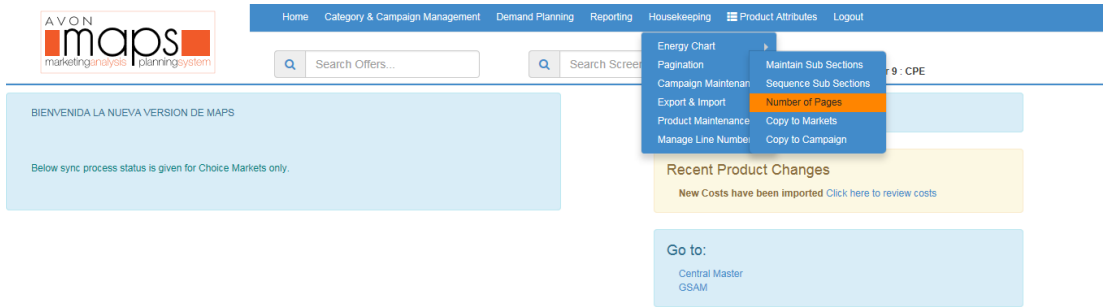 AVON
maps
marketinganalysis planningsystem
Home Category & Campaign Management Demand Planning Reporting Housekeeping Product Attributes Logout
Search Offers...
Search Screen
r 9 : CPE
Energy Chart
Pagination
Campaign Maintenan
Export & Import
Product Maintenance
Manage Line Number
Maintain Sub Sections
Sequence Sub Sections
Number of Pages
Copy to Markets
Copy to Campaign
BIENVENIDA LA NUEVA VERSION DE MAPS
Below sync process status is given for Choice Markets only.
Recent Product Changes
New Costs have been imported Click here to review costs
Go to:
Central Master
GSAM